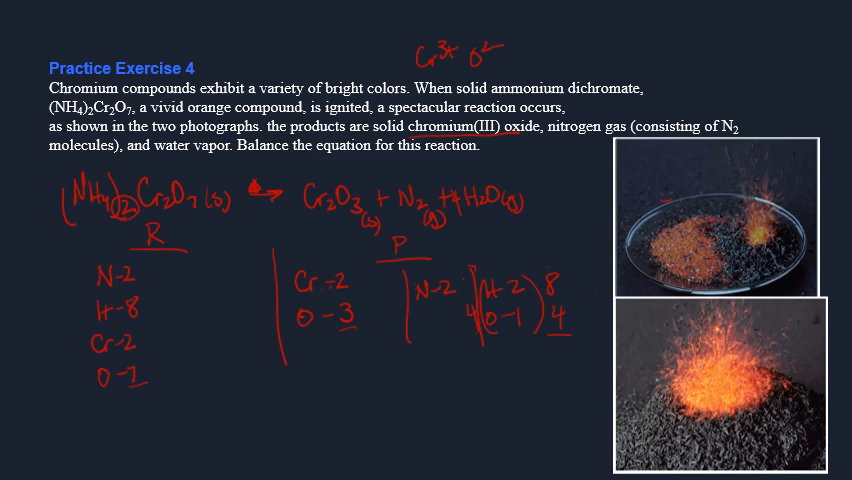 Cr³⁺ O²⁻
Practice Exercise 4
Chromium compounds exhibit a variety of bright colors. When solid ammonium dichromate,
(NH₄)₂Cr₂O₇, a vivid orange compound, is ignited, a spectacular reaction occurs,
as shown in the two photographs. the products are solid chromium(III) oxide, nitrogen gas (consisting of N₂
molecules), and water vapor. Balance the equation for this reaction.
(NH₄)₂Cr₂O₇(s) → Cr₂O₃(s) + N₂(g) + 4H₂O(g)
R
P
N-2
H-8
Cr-2
O-7
Cr-2
O-3
N-2
4(H-2) 8
(O-1) 4